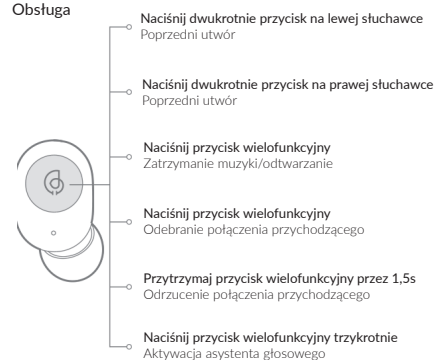 Obsługa
Naciśnij dwukrotnie przycisk na lewej słuchawce
Poprzedni utwór
Naciśnij dwukrotnie przycisk na prawej słuchawce
Poprzedni utwór
Naciśnij przycisk wielofunkcyjny
Zatrzymanie muzyki/odtwarzanie
Naciśnij przycisk wielofunkcyjny
Odebranie połączenia przychodzącego
Przytrzymaj przycisk wielofunkcyjny przez 1,5s
Odrzucenie połączenia przychodzącego
Naciśnij przycisk wielofunkcyjny trzykrotnie
Aktywacja asystenta głosowego